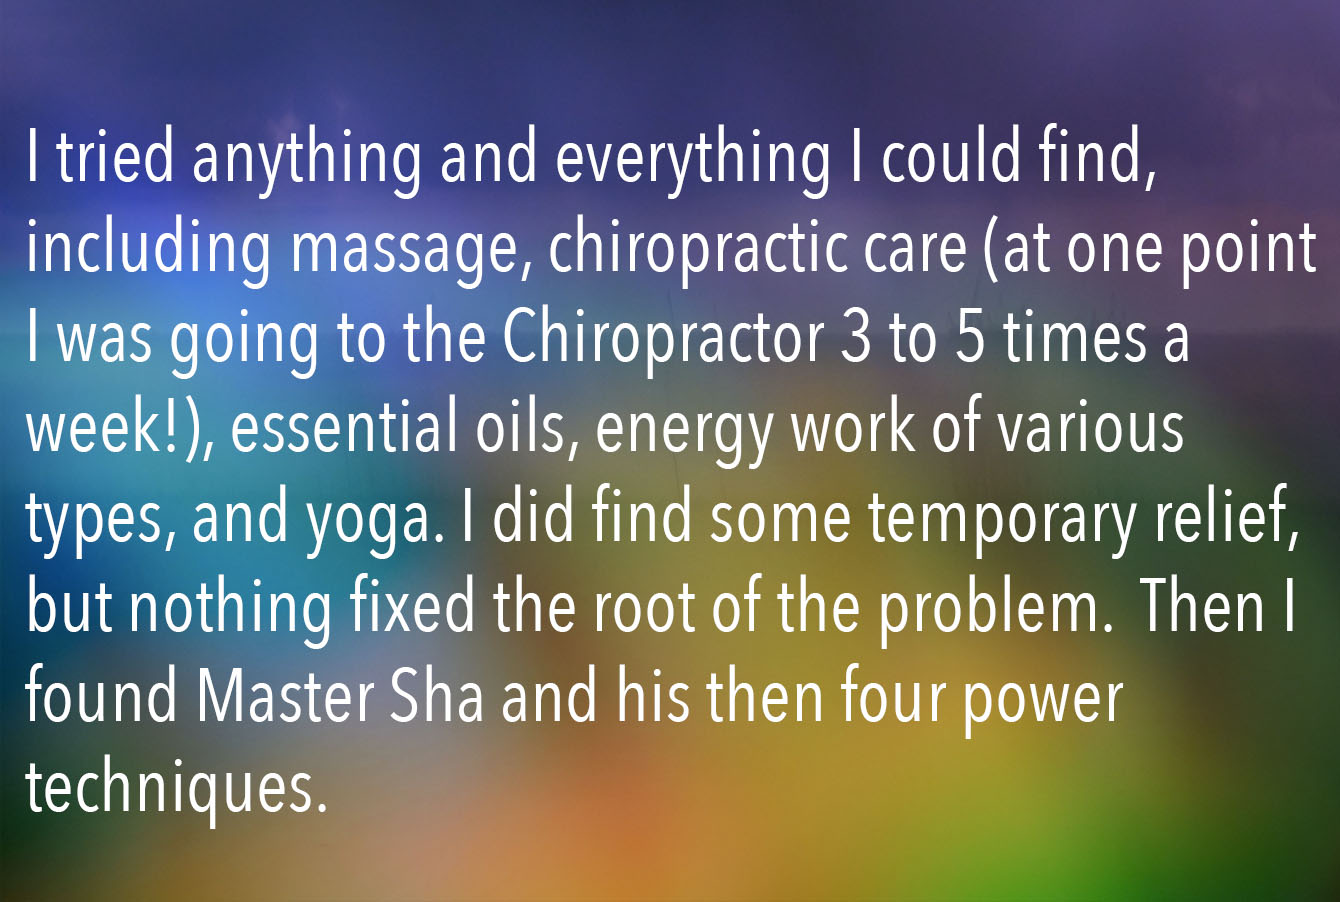 I tried anything and everything I could find,
including massage, chiropractic care (at one point
I was going to the Chiropractor 3 to 5 times a
week!), essential oils, energy work of various
types, and yoga. I did find some temporary relief,
but nothing fixed the root of the problem.  Then I
found Master Sha and his then four power
techniques.